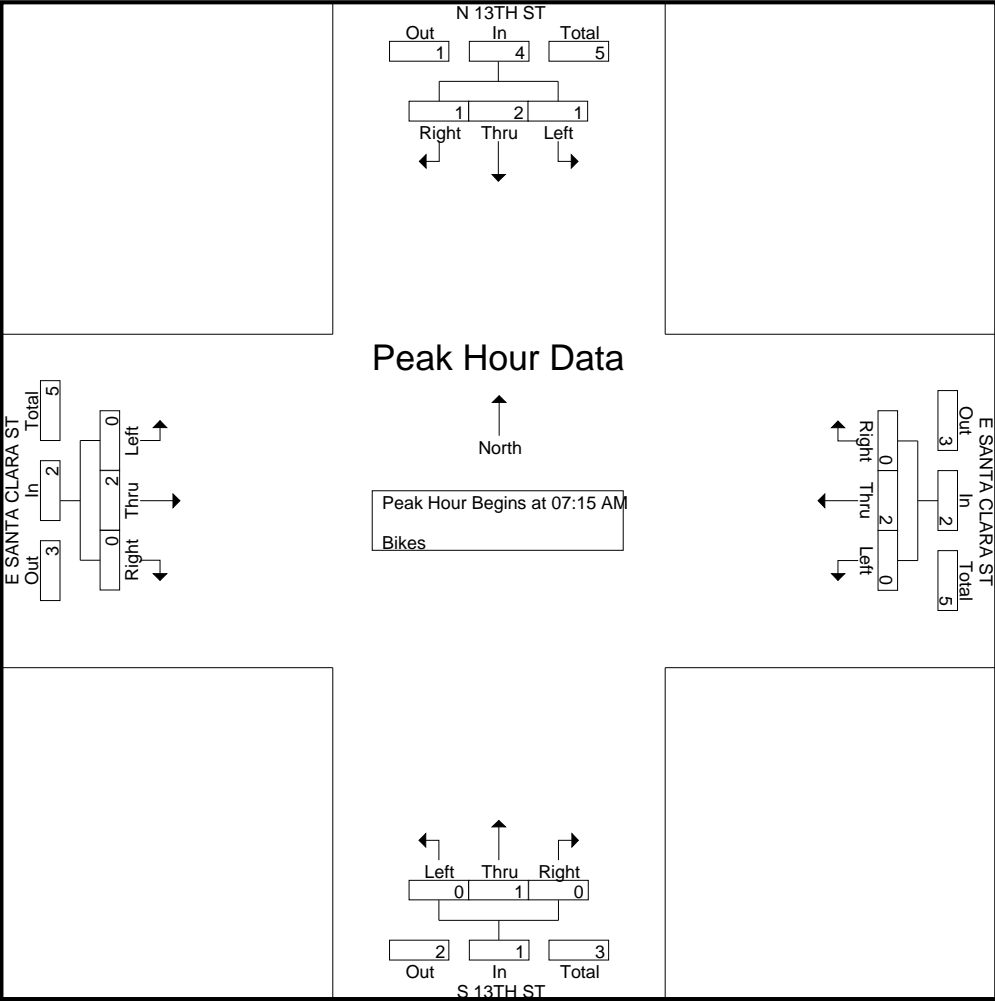 N 13TH ST
Out In Total
1 4 5
1 2 1
Right Thru Left
Peak Hour Data
North
Peak Hour Begins at 07:15 AM
Bikes
E SANTA CLARA ST
Total In Out
5 2 3
0 2 0
Left Thru Right
E SANTA CLARA ST
Out In Total
3 2 5
0 2 0
Right Thru Left
Left Thru Right
0 1 0
2 1 3
Out In Total
S 13TH ST